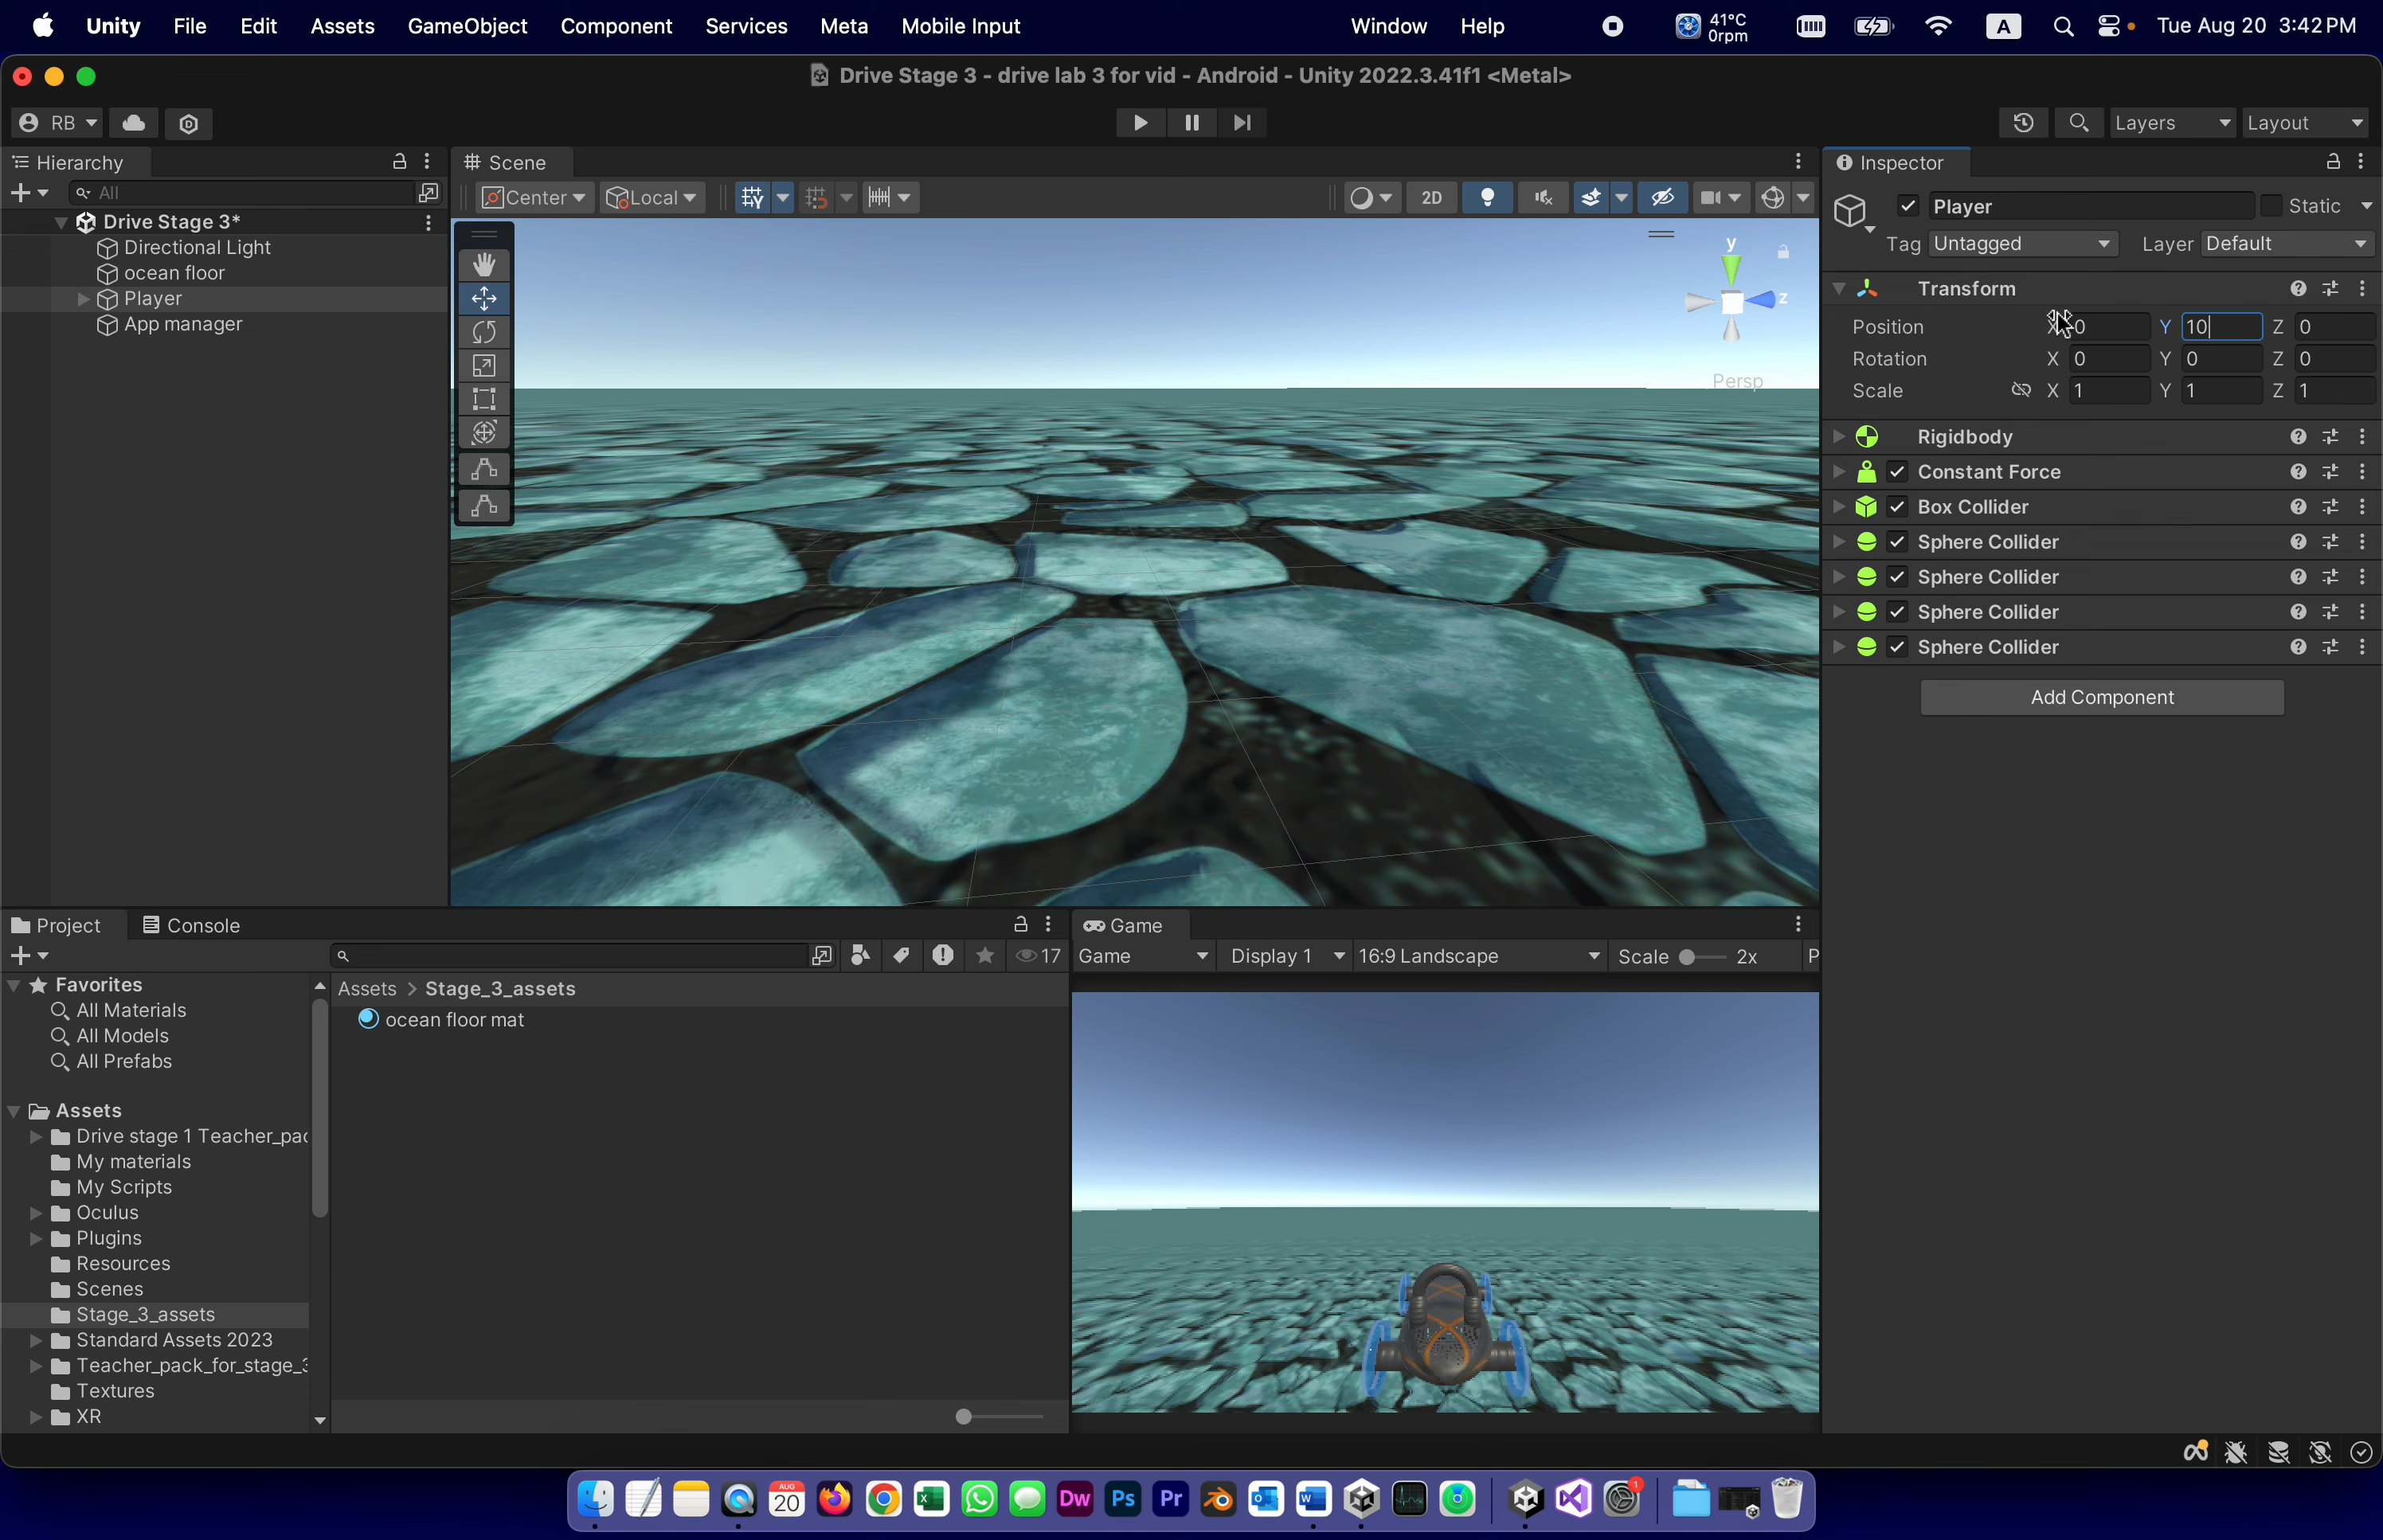 Unity File Edit Assets GameObject Component Services Meta Mobile Input Window Help 41°C 0rpm A Tue Aug 20 3:42 PM
Drive Stage 3 - drive lab 3 for vid - Android - Unity 2022.3.41f1 <Metal>
RB Layers Layout
Hierarchy
All
Drive Stage 3*
Directional Light
ocean floor
Player
App manager
Scene
Center Local 2D
y
z
Persp
Inspector
Player Static
Tag Untagged Layer Default
Transform
Position X 0 Y 10 Z 0
Rotation X 0 Y 0 Z 0
Scale X 1 Y 1 Z 1
Rigidbody
Constant Force
Box Collider
Sphere Collider
Sphere Collider
Sphere Collider
Sphere Collider
Add Component
Project Console
17
Favorites
All Materials
All Models
All Prefabs
Assets
Drive stage 1 Teacher_pac
My materials
My Scripts
Oculus
Plugins
Resources
Scenes
Stage_3_assets
Standard Assets 2023
Teacher_pack_for_stage_3
Textures
XR
Assets > Stage_3_assets
ocean floor mat
Game
Game Display 1 16:9 Landscape Scale 2x P
AUG
20
Dw Ps Pr
1